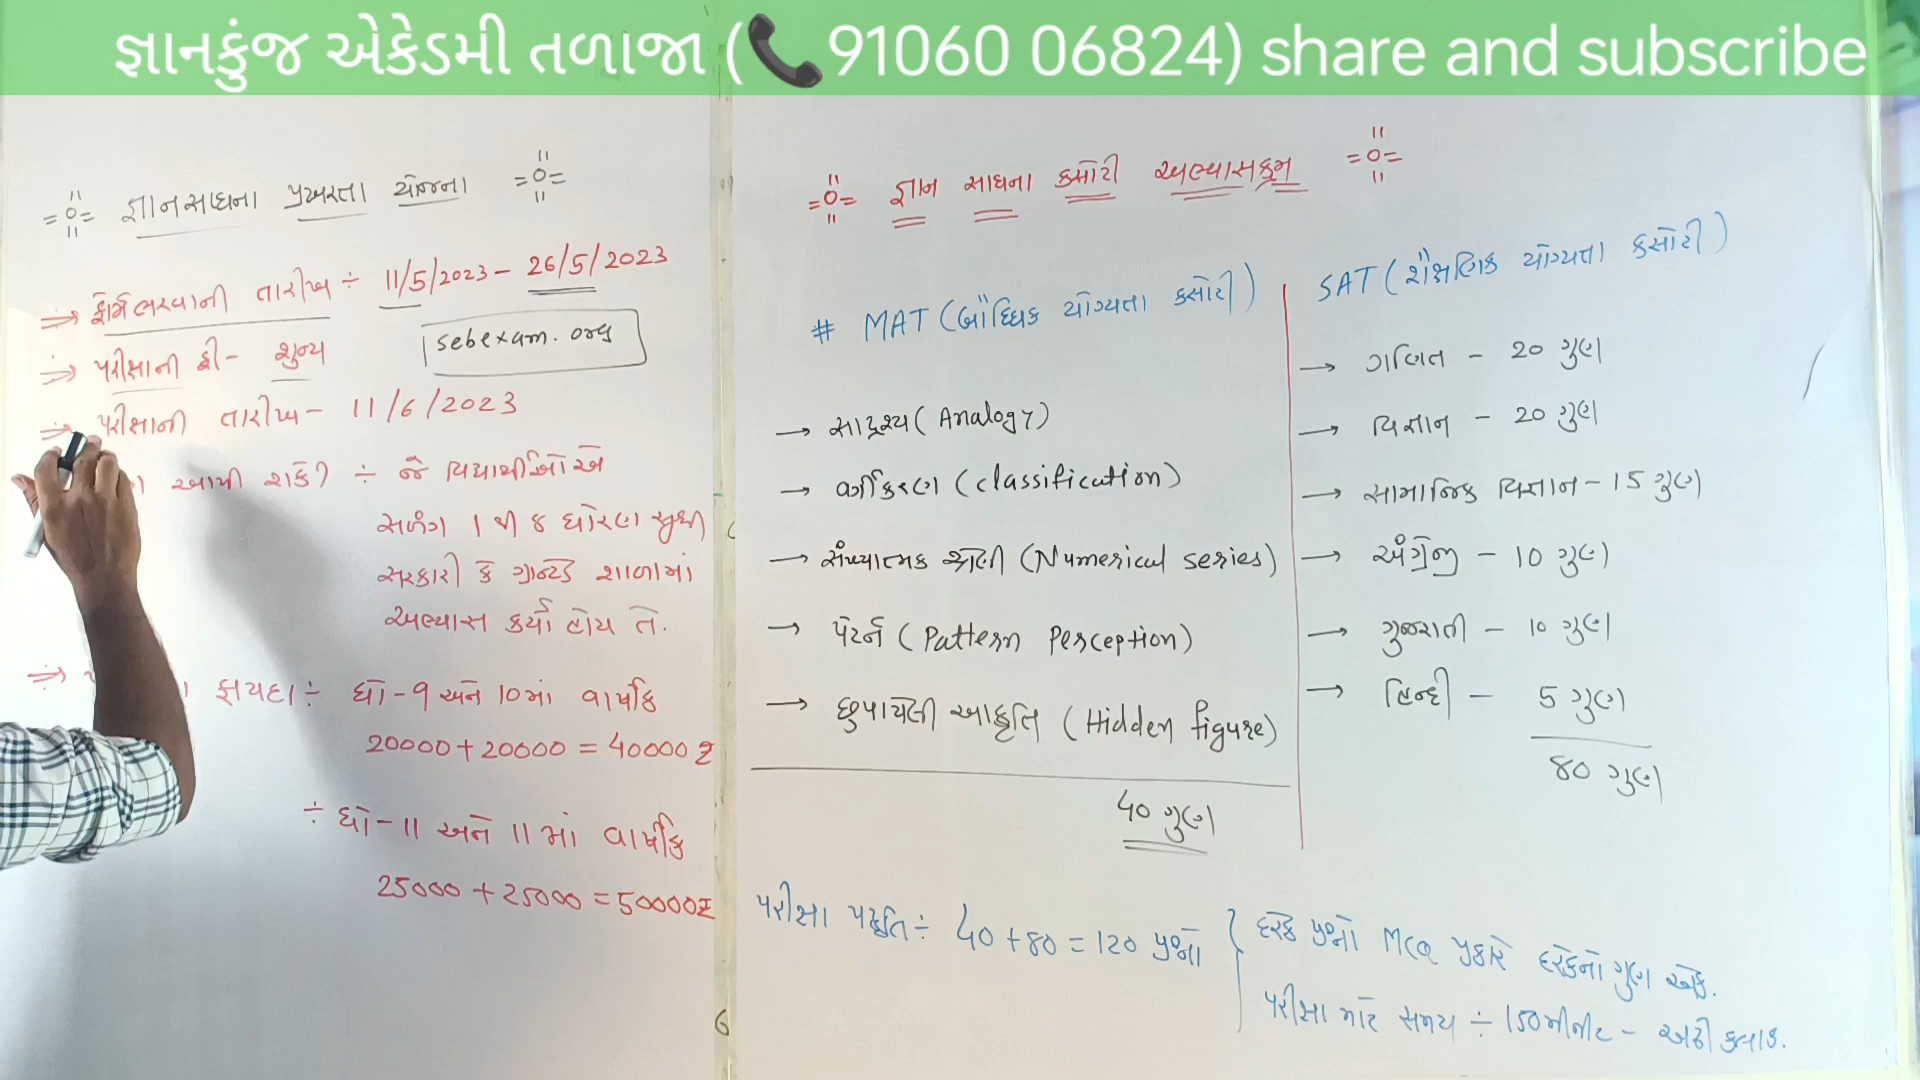 જ્ઞાનકુંજ એકેડમી તળાજા (📞91060 06824) share and subscribe
જ્ઞાનસાધના પ્રખરતા યોજના
ફોર્મ ભરવાની તારીખ ÷ 11/5/2023 - 26/5/2023
પરીક્ષાની ફી - શુન્ય
sebexam.org
પરીક્ષાની તારીખ - 11/6/2023
આપી શકે? ÷ જે વિદ્યાર્થીઓએ
સળંગ 1 થી 8 ધોરણ સુધી
સરકારી કે ગ્રાન્ટેડ શાળામાં
અભ્યાસ કર્યો હોય તે.
ફાયદા ÷ ધો-9 અને 10માં વાર્ષિક
20000 + 20000 = 40000 ₹
÷ ધો-11 અને 11માં વાર્ષિક
25000 + 25000 = 50000₹
જ્ઞાન સાધના કસોટી અભ્યાસક્રમ
# MAT (બૌધ્ધિક યોગ્યતા કસોટી)
→ સાદ્રશ્ય (Analogy)
→ વર્ગીકરણ (classification)
→ સંખ્યાત્મક શ્રેણી (Numerical series)
→ પેટર્ન (Pattern Perception)
→ છુપાયેલી આકૃતિ (Hidden figure)
40 ગુણ
SAT (શૈક્ષણિક યોગ્યતા કસોટી)
→ ગણિત - 20 ગુણ
→ વિજ્ઞાન - 20 ગુણ
→ સામાજિક વિજ્ઞાન - 15 ગુણ
→ અંગ્રેજી - 10 ગુણ
→ ગુજરાતી - 10 ગુણ
→ હિન્દી - 5 ગુણ
80 ગુણ
પરીક્ષા પદ્ધતિ ÷ 40 + 80 = 120 પ્રશ્નો
દરેક પ્રશ્નો MCQ પ્રકારે દરેકનો ગુણ એક.
પરીક્ષા માટે સમય ÷ 150 મીનીટ - અઢી કલાક.